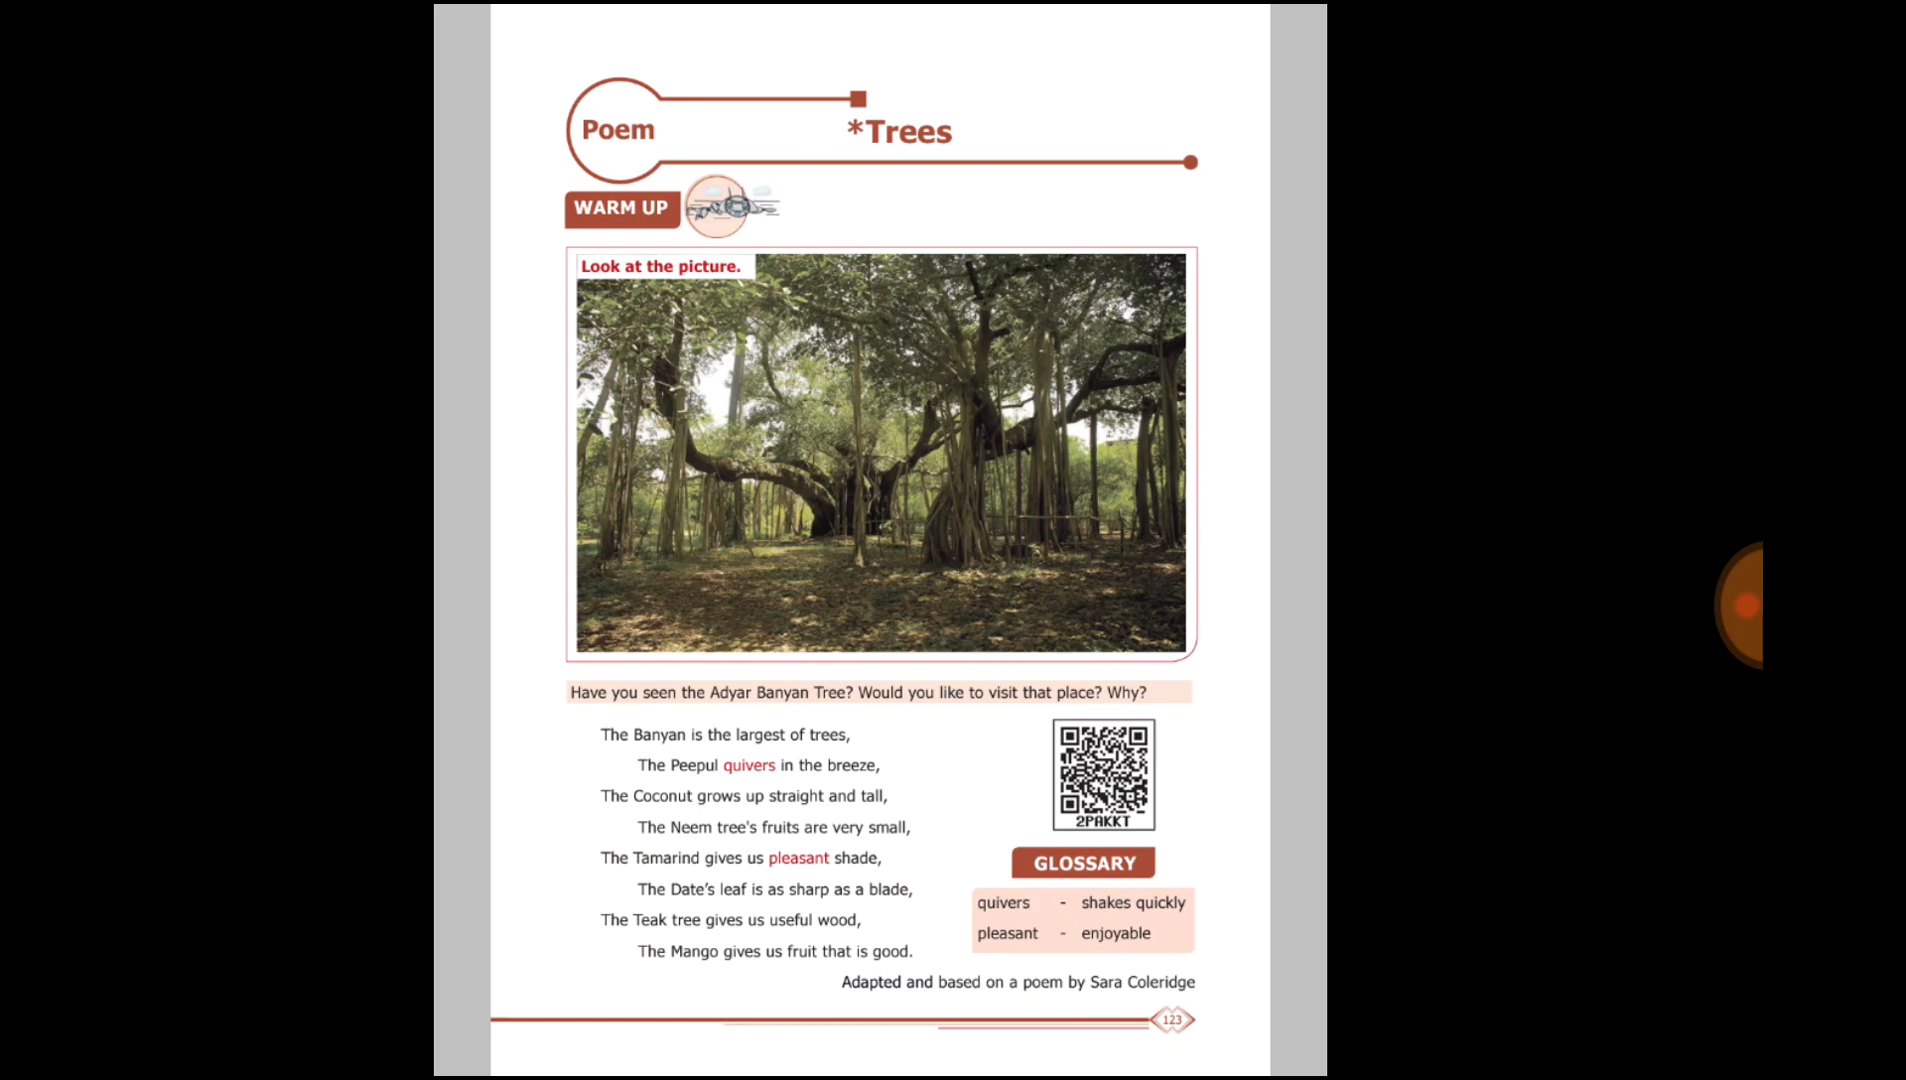 Poem
*Trees
WARM UP
Look at the picture.
Have you seen the Adyar Banyan Tree? Would you like to visit that place? Why?
The Banyan is the largest of trees,
The Peepul quivers in the breeze,
The Coconut grows up straight and tall,
The Neem tree's fruits are very small,
The Tamarind gives us pleasant shade,
The Date’s leaf is as sharp as a blade,
The Teak tree gives us useful wood,
The Mango gives us fruit that is good.
2PAKKT
GLOSSARY
quivers - shakes quickly
pleasant - enjoyable
Adapted and based on a poem by Sara Coleridge
123